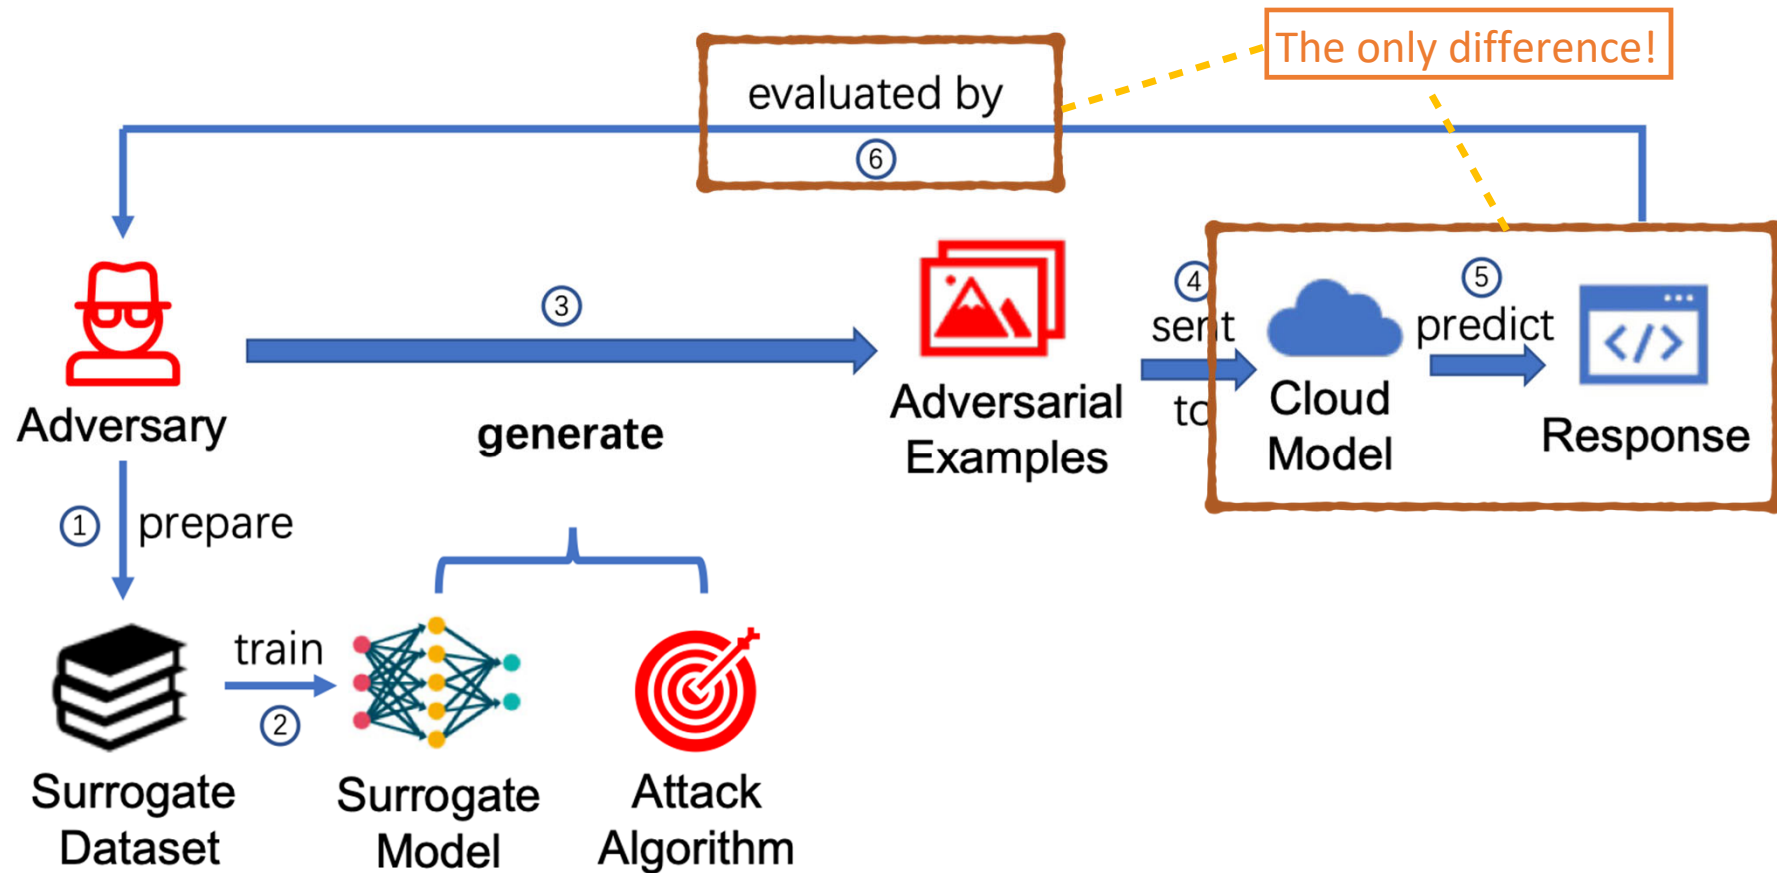 The only difference!
evaluated by
⑥
③
④
⑤
sent
predict
to
Adversary
generate
Adversarial
Examples
Cloud
Model
Response
①
prepare
</>
train
②
Surrogate
Dataset
Surrogate
Model
Attack
Algorithm